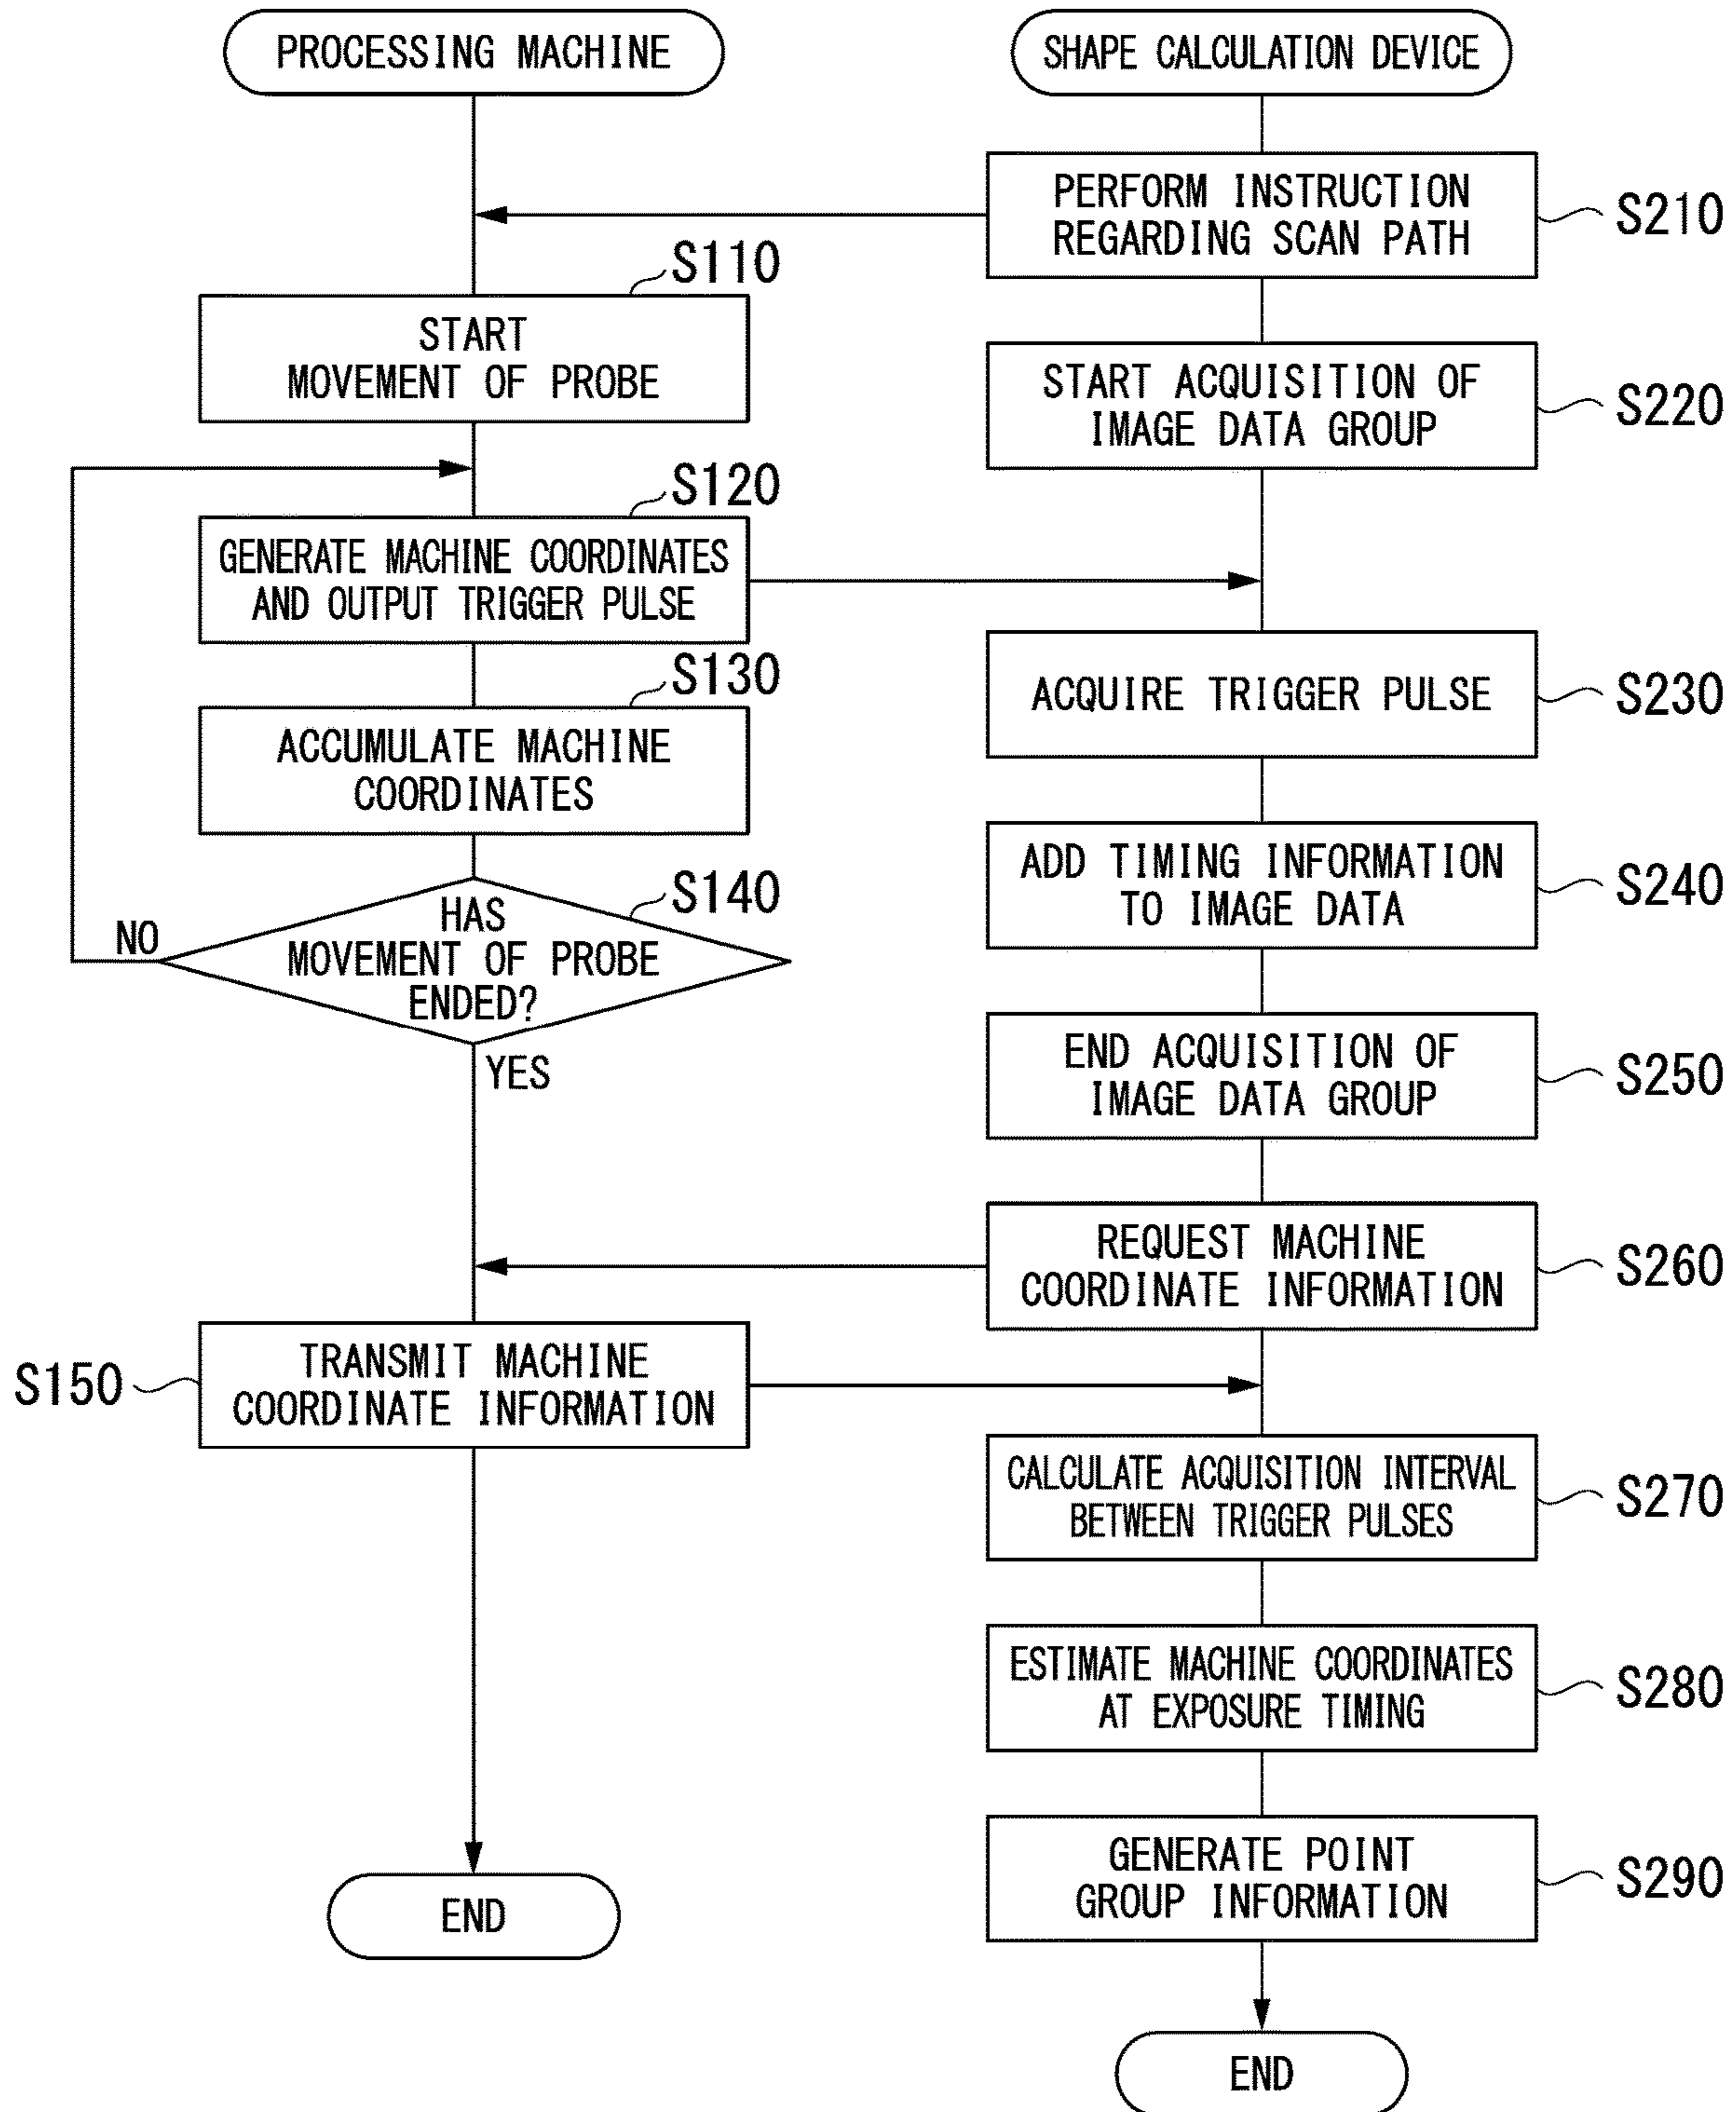 PROCESSING MACHINE
SHAPE CALCULATION DEVICE
PERFORM INSTRUCTION
REGARDING SCAN PATH
S210
S110
START
MOVEMENT OF PROBE
START ACQUISITION OF
IMAGE DATA GROUP
S220
S120
GENERATE MACHINE COORDINATES
AND OUTPUT TRIGGER PULSE
ACQUIRE TRIGGER PULSE
S230
S130
ACCUMULATE MACHINE
COORDINATES
ADD TIMING INFORMATION
TO IMAGE DATA
S240
S140
HAS
MOVEMENT OF PROBE
ENDED?
NO
YES
END ACQUISITION OF
IMAGE DATA GROUP
S250
REQUEST MACHINE
COORDINATE INFORMATION
S260
S150
TRANSMIT MACHINE
COORDINATE INFORMATION
CALCULATE ACQUISITION INTERVAL
BETWEEN TRIGGER PULSES
S270
ESTIMATE MACHINE COORDINATES
AT EXPOSURE TIMING
S280
GENERATE POINT
GROUP INFORMATION
S290
END
END